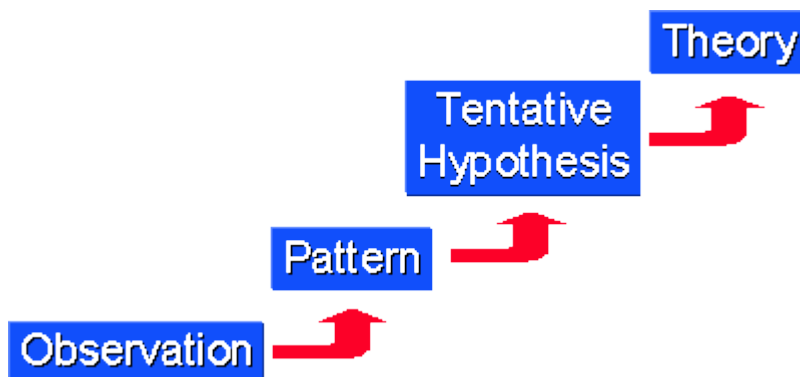 Theory
Tentative
Hypothesis
Pattern
Observation